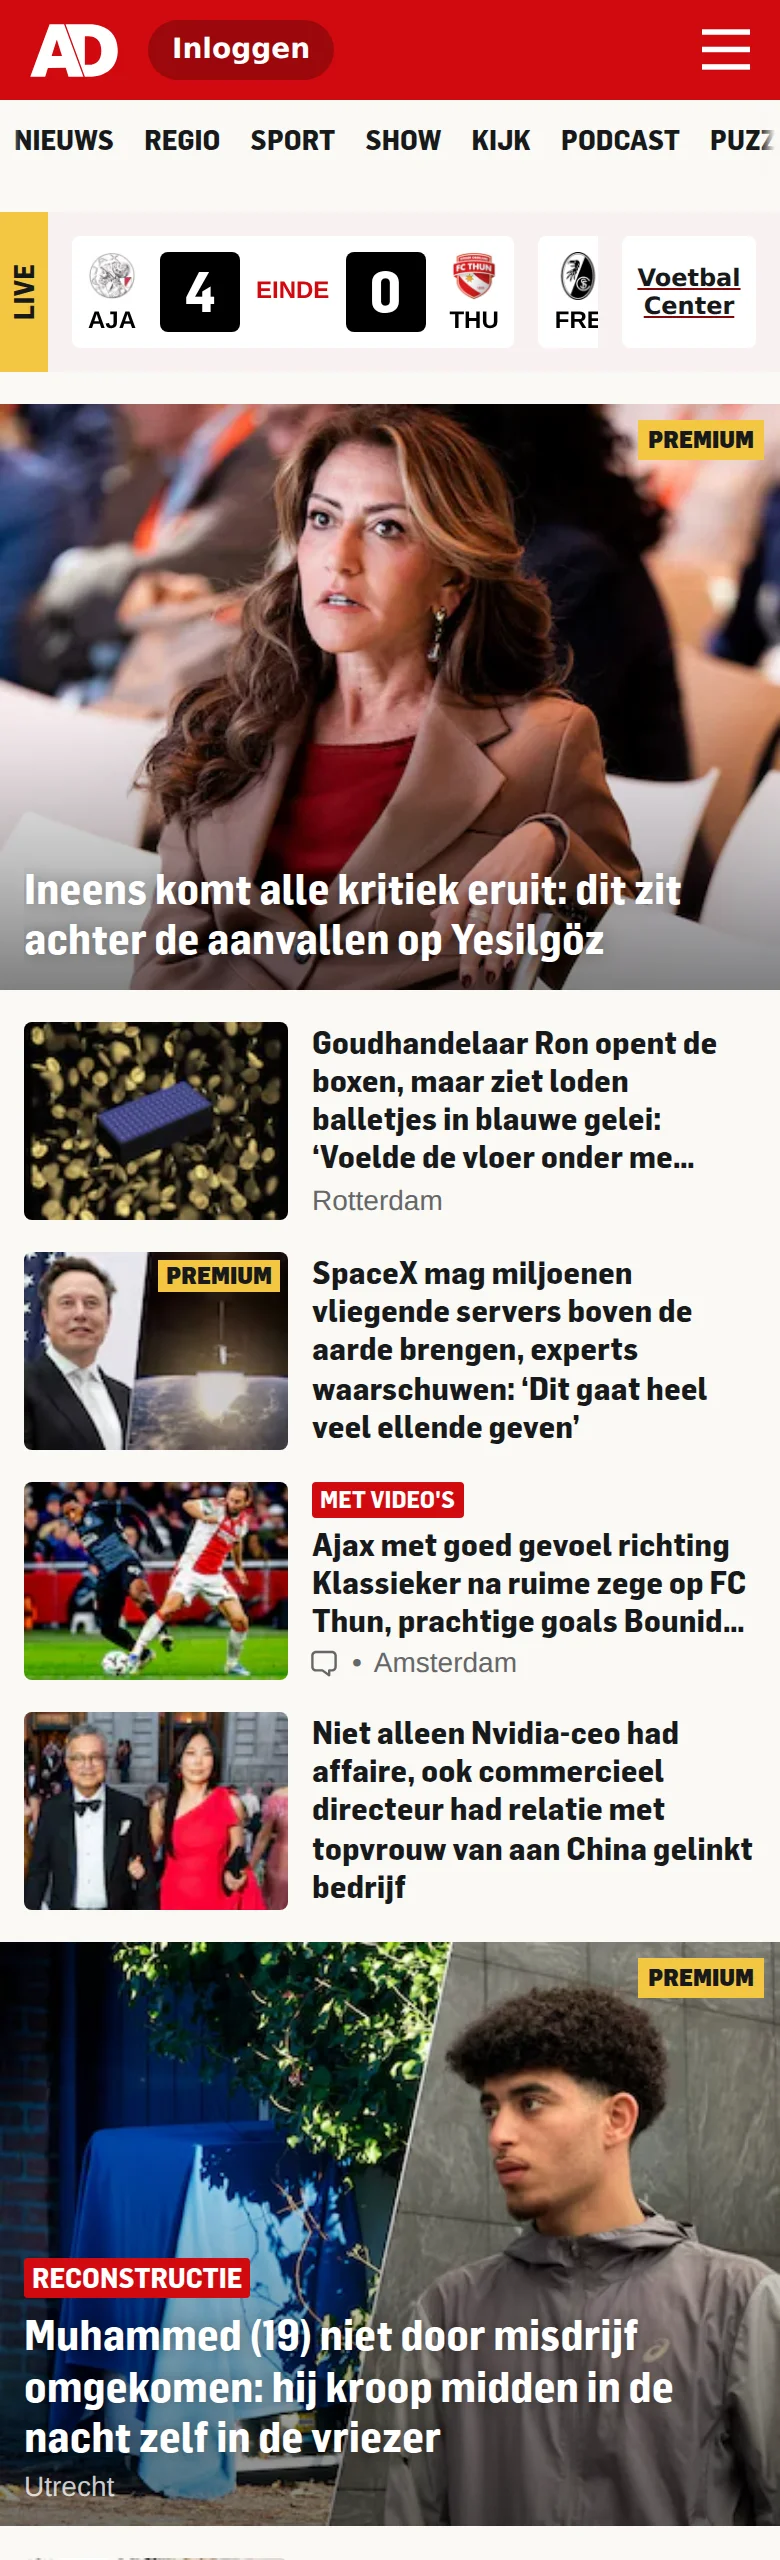 AD
Inloggen
NIEUWS REGIO SPORT SHOW KIJK PODCAST PUZZ
LIVE
AJA
4
EINDE
0
FC THUN
THU
FRE
Voetbal
Center
PREMIUM
Ineens komt alle kritiek eruit: dit zit
achter de aanvallen op Yesilgöz
Goudhandelaar Ron opent de
boxen, maar ziet loden
balletjes in blauwe gelei:
‘Voelde de vloer onder me...
Rotterdam
PREMIUM
SpaceX mag miljoenen
vliegende servers boven de
aarde brengen, experts
waarschuwen: ‘Dit gaat heel
veel ellende geven’
MET VIDEO'S
Ajax met goed gevoel richting
Klassieker na ruime zege op FC
Thun, prachtige goals Bounid...
• Amsterdam
Niet alleen Nvidia-ceo had
affaire, ook commercieel
directeur had relatie met
topvrouw van aan China gelinkt
bedrijf
PREMIUM
RECONSTRUCTIE
Muhammed (19) niet door misdrijf
omgekomen: hij kroop midden in de
nacht zelf in de vriezer
Utrecht